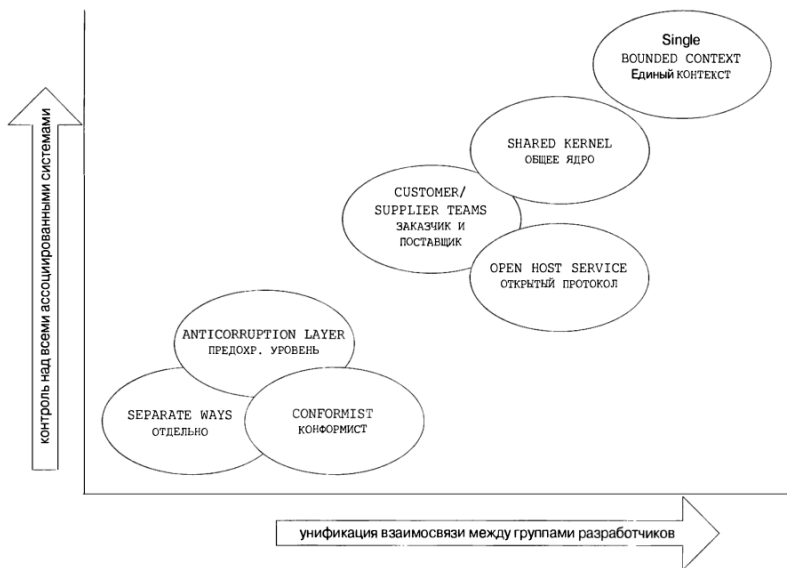 Single
BOUNDED CONTEXT
Единый КОНТЕКСТ
SHARED KERNEL
ОБЩЕЕ ЯДРО
CUSTOMER/
SUPPLIER TEAMS
ЗАКАЗЧИК И
ПОСТАВЩИК
OPEN HOST SERVICE
ОТКРЫТЫЙ ПРОТОКОЛ
ANTICORRUPTION LAYER
ПРЕДОХР. УРОВЕНЬ
SEPARATE WAYS
ОТДЕЛЬНО
CONFORMIST
КОНФОРМИСТ
контроль над всеми ассоциированными системами
унификация взаимосвязи между группами разработчиков